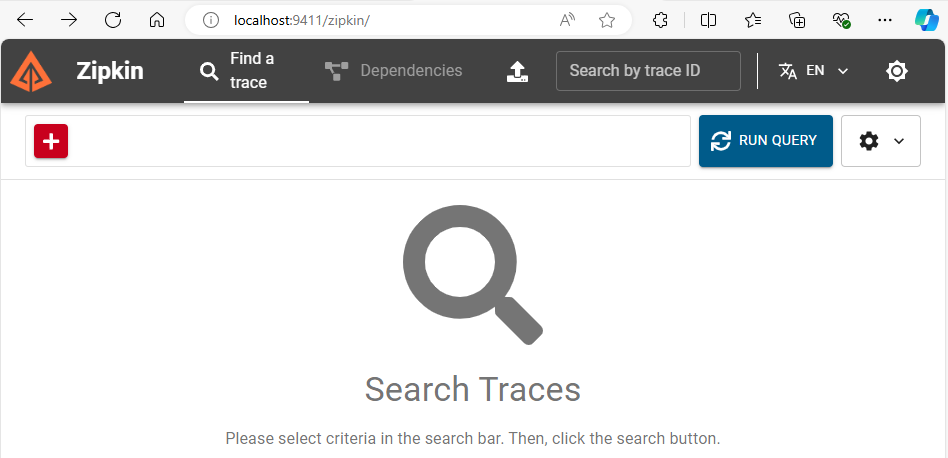 localhost:9411/zipkin/
Zipkin
Find a
trace
Dependencies
Search by trace ID
EN
RUN QUERY
Search Traces
Please select criteria in the search bar. Then, click the search button.